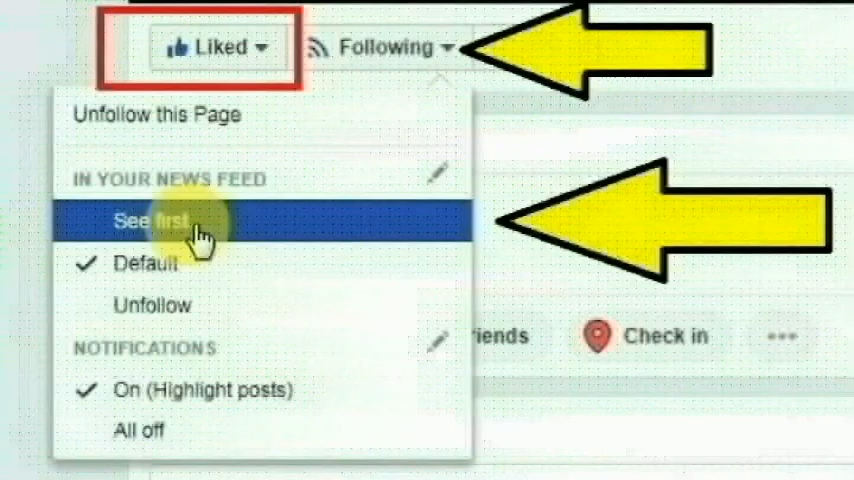 Liked Following
Unfollow this Page
IN YOUR NEWS FEED
See first
Default
Unfollow
riends Check in
NOTIFICATIONS
On (Highlight posts)
All off